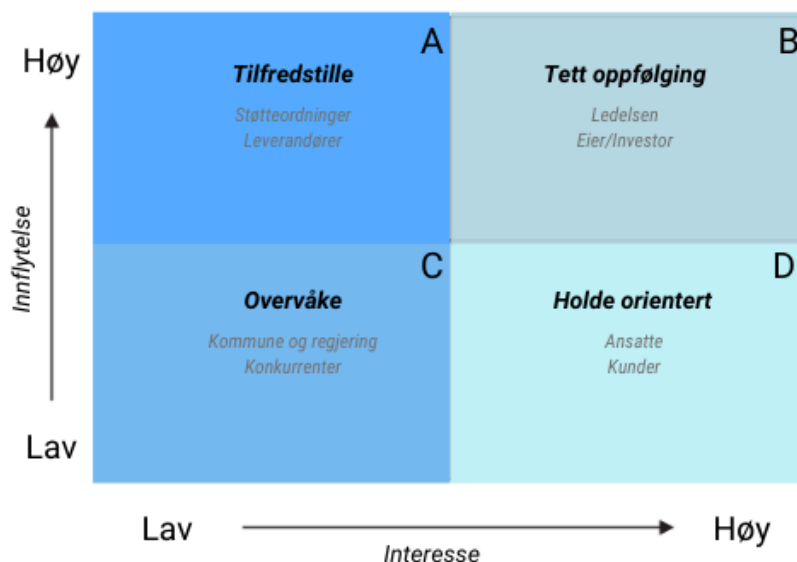 Høy
A
Tilfredstille
Støtteordninger
Leverandører
B
Tett oppfølging
Ledelsen
Eier/Investor
Innflytelse
C
Overvåke
Kommune og regjering
Konkurrenter
D
Holde orientert
Ansatte
Kunder
Lav
Lav
Interesse
Høy